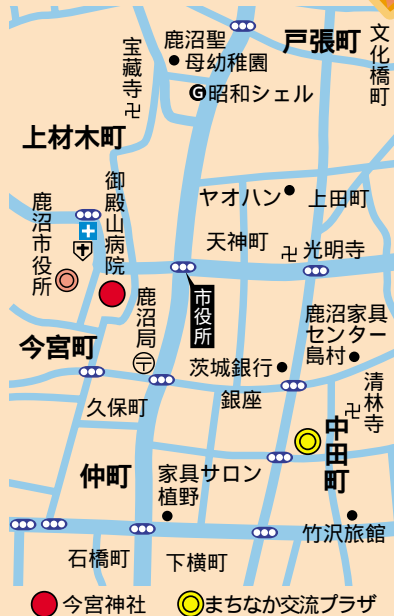 鹿沼聖
母幼稚園
戸張町
文化橋町
宝蔵寺卍
G昭和シェル
上材木町
御殿山病院
ヤオハン
上田町
鹿沼市役所
天神町
卍光明寺
市役所
鹿沼局
〒
鹿沼家具
センター
島村
今宮町
茨城銀行
清林寺
卍
久保町
銀座
中田町
仲町
家具サロン
植野
竹沢旅館
石橋町
下横町
今宮神社
まちなか交流プラザ